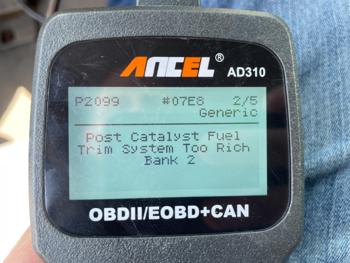 ANCEL® AD310
P2099 #07E8 2/5
Generic
Post Catalyst Fuel
Trim System Too Rich
Bank 2
OBDII/EOBD+CAN